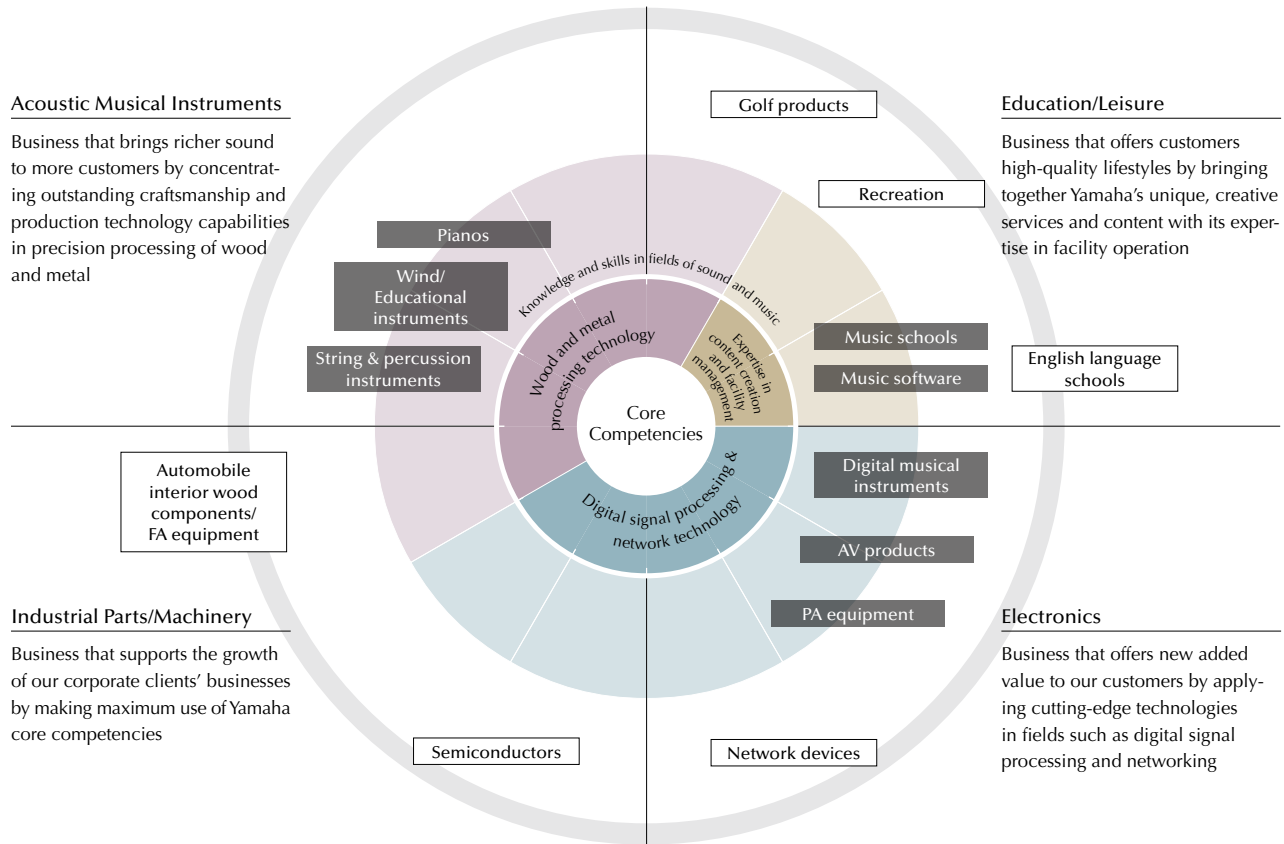 Acoustic Musical Instruments
Business that brings richer sound
to more customers by concentrat-
ing outstanding craftsmanship and
production technology capabilities
in precision processing of wood
and metal
Golf products
Recreation
Education/Leisure
Business that offers customers
high-quality lifestyles by bringing
together Yamaha's unique, creative
services and content with its exper-
tise in facility operation
Pianos
Wind/
Educational
instruments
String & percussion
instruments
Knowledge and skills in fields of sound and music
Wood and metal
processing technology
Expertise in
content creation
and facility
management
Core
Competencies
Digital signal processing &
network technology
Music schools
Music software
English language
schools
Digital musical
instruments
AV products
PA equipment
Automobile
interior wood
components/
FA equipment
Industrial Parts/Machinery
Business that supports the growth
of our corporate clients' businesses
by making maximum use of Yamaha
core competencies
Semiconductors
Network devices
Electronics
Business that offers new added
value to our customers by apply-
ing cutting-edge technologies
in fields such as digital signal
processing and networking